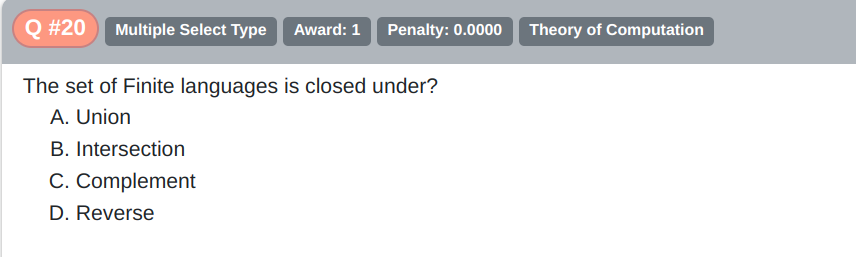 Q #20 Multiple Select Type Award: 1 Penalty: 0.0000 Theory of Computation
The set of Finite languages is closed under?
A. Union
B. Intersection
C. Complement
D. Reverse